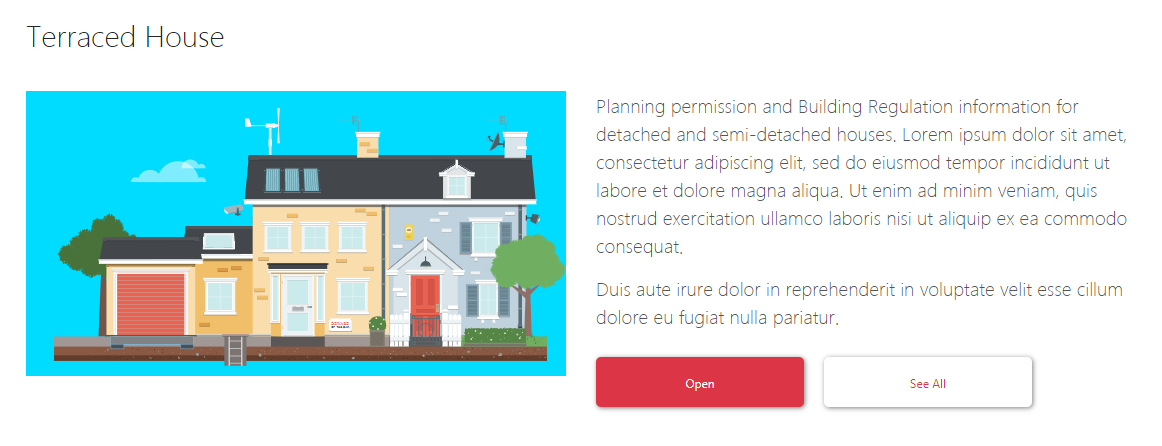 Terraced House
Planning permission and Building Regulation information for
detached and semi-detached houses. Lorem ipsum dolor sit amet,
consectetur adipiscing elit, sed do eiusmod tempor incididunt ut
labore et dolore magna aliqua. Ut enim ad minim veniam, quis
nostrud exercitation ullamco laboris nisi ut aliquip ex ea commodo
consequat.
Duis aute irure dolor in reprehenderit in voluptate velit esse cillum
dolore eu fugiat nulla pariatur.
Open
See All